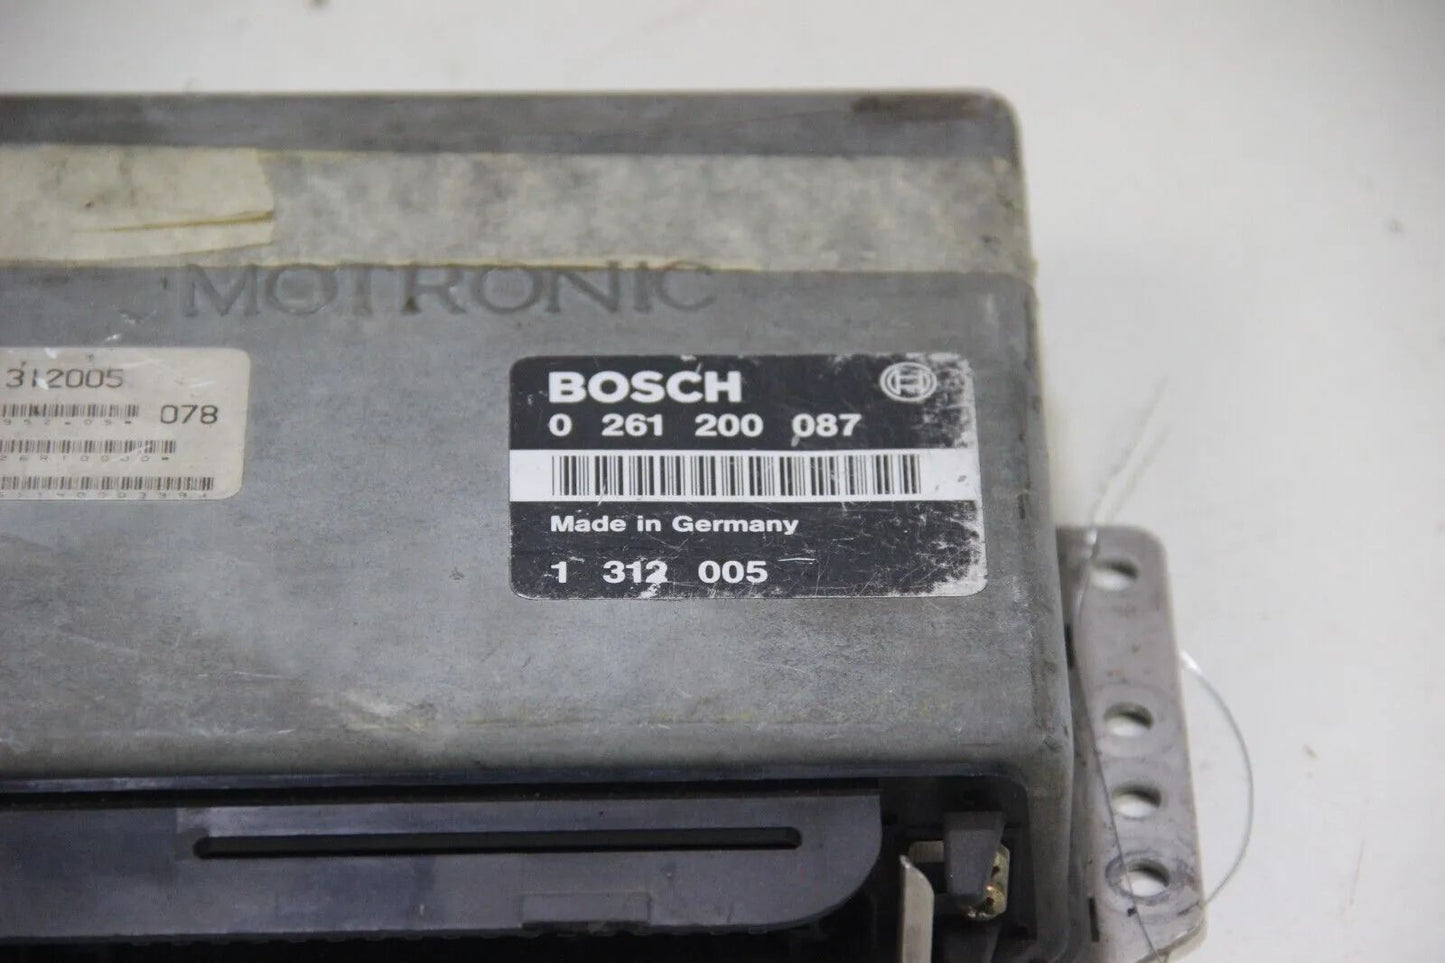 MOTRONIC
312005
078
BOSCH
0 261 200 087
Made in Germany
1 312 005